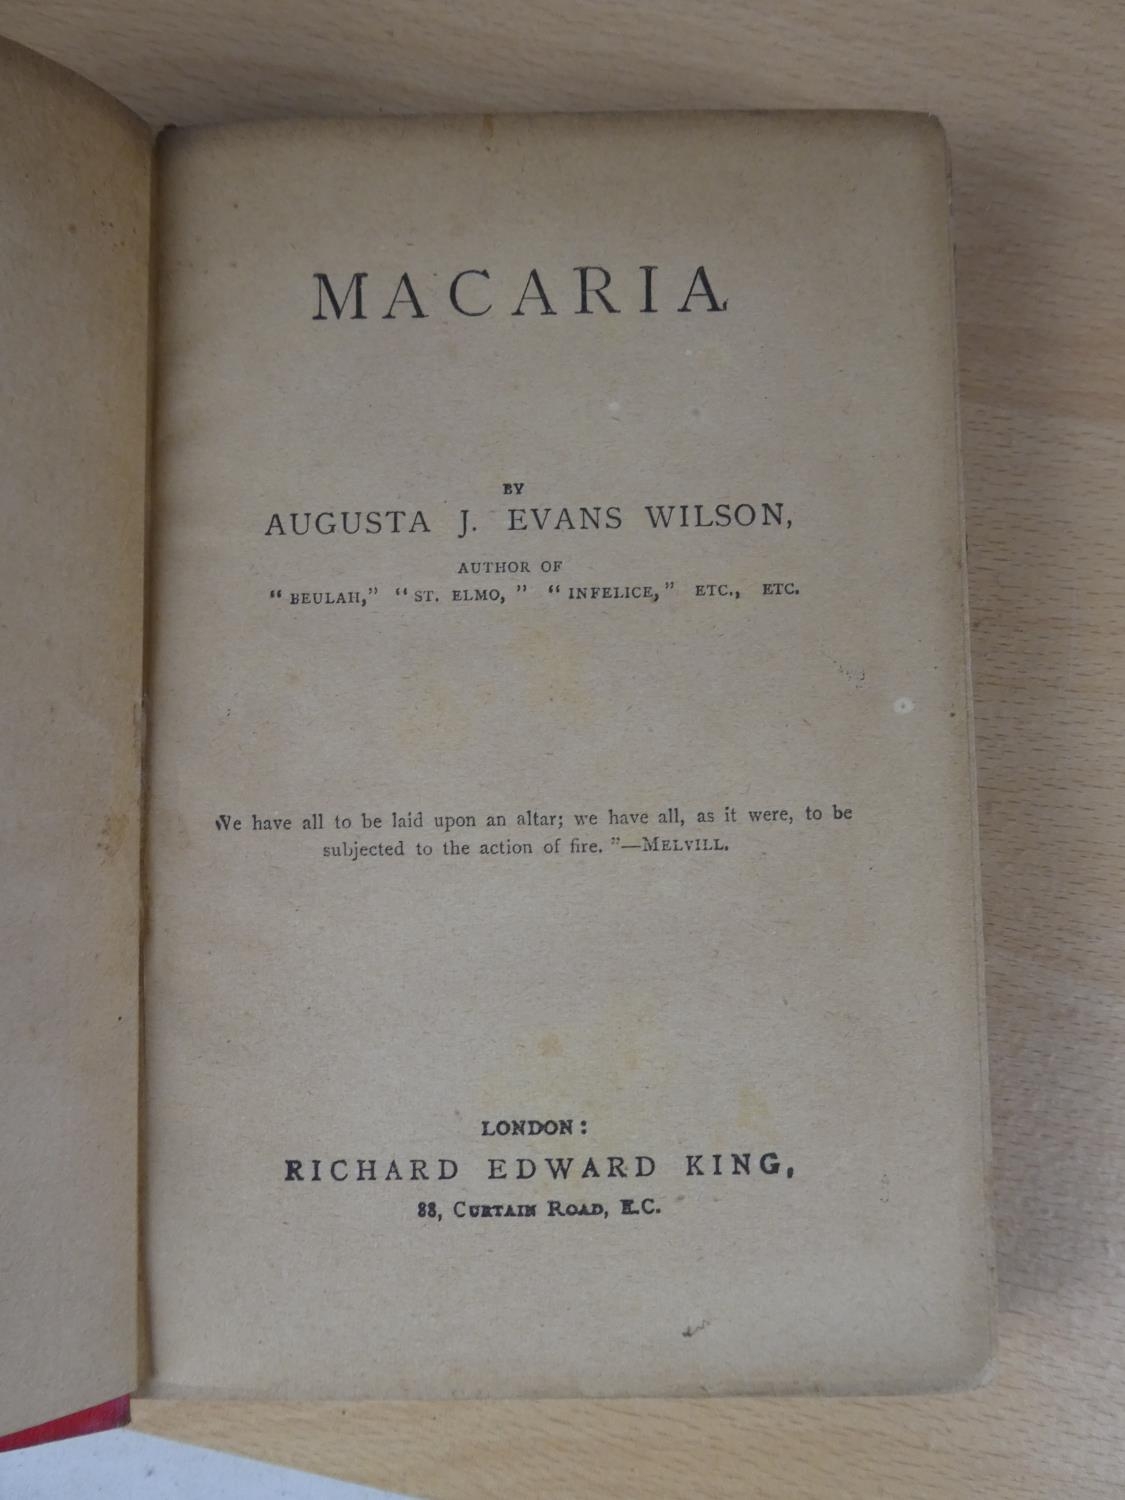 MACARIA
BY
AUGUSTA J. EVANS WILSON,
AUTHOR OF
“ BEULAH,” “ ST. ELMO, ” “ INFELICE, ” ETC., ETC.
We have all to be laid upon an altar; we have all, as it were, to be
subjected to the action of fire. ”—MELVILL.
LONDON:
RICHARD EDWARD KING,
88, CURTAIN ROAD, E.C.